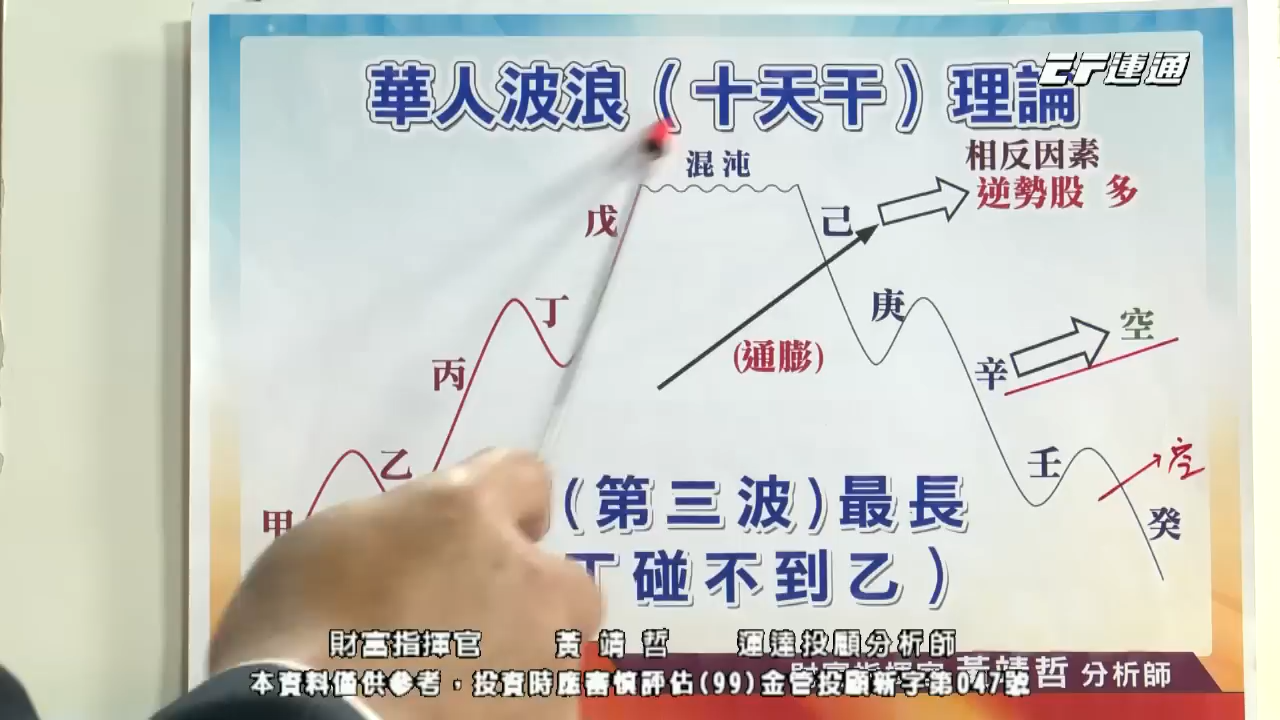 華人波浪（十天干）理論
ET運通
相反因素
逆勢股 多
混沌
戊
己
丁
庚
空
(通膨)
丙
辛
乙
壬
空
甲
癸
(第三波)最長
丁碰不到乙)
財富指揮官 黃靖哲 運達投顧分析師
財富指揮官 黃靖哲 分析師
本資料僅供參考，投資時應審慎評估(99)金管投顧新字第047號